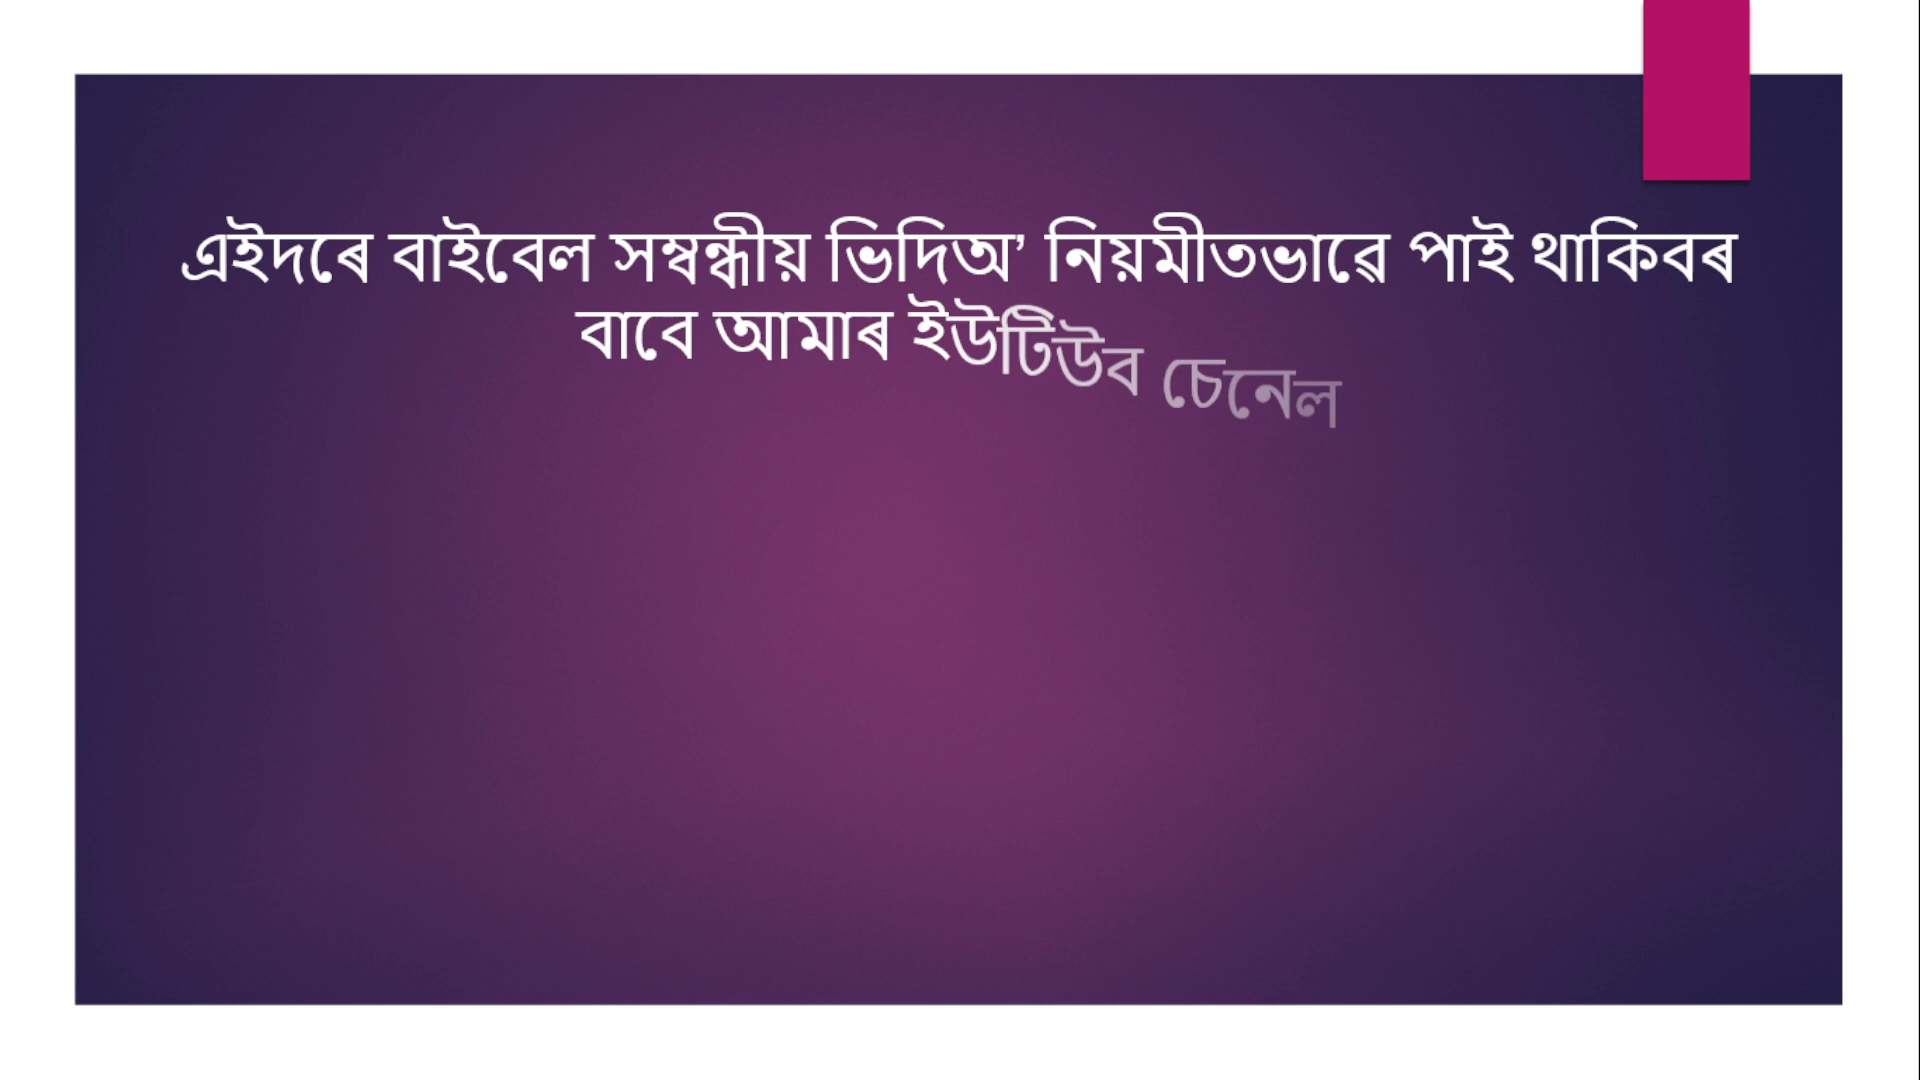 এইদৰে বাইবেল সম্বন্ধীয় ভিদিঅ’ নিয়মীতভাৱে পাই থাকিবৰ
বাবে আমাৰ ইউটিউব চেনেল